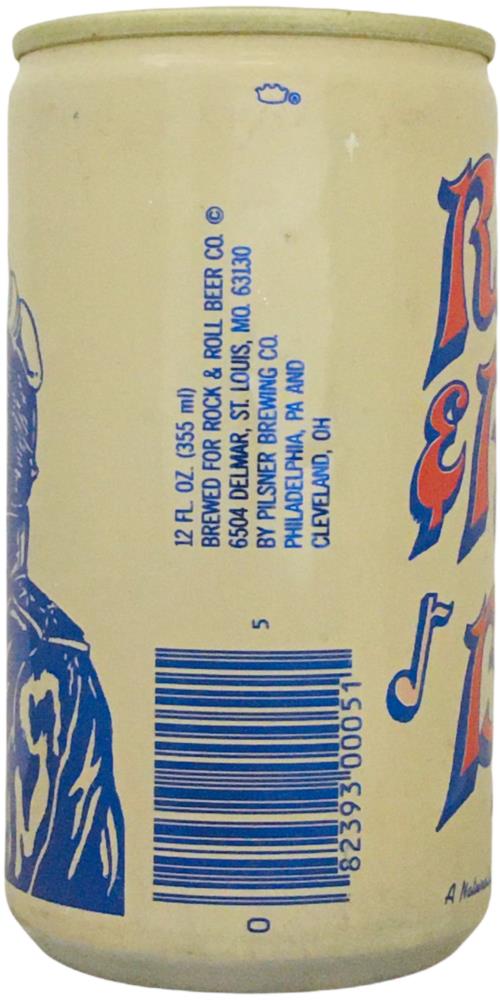 12 FL. OZ. (355 ml)
BREWED FOR ROCK & ROLL BEER CO. ©
6504 DELMAR, ST. LOUIS, MO. 63130
BY PILSNER BREWING CO.
PHILADELPHIA, PA AND
CLEVELAND, OH
0 82393 00051 5
R
&
A